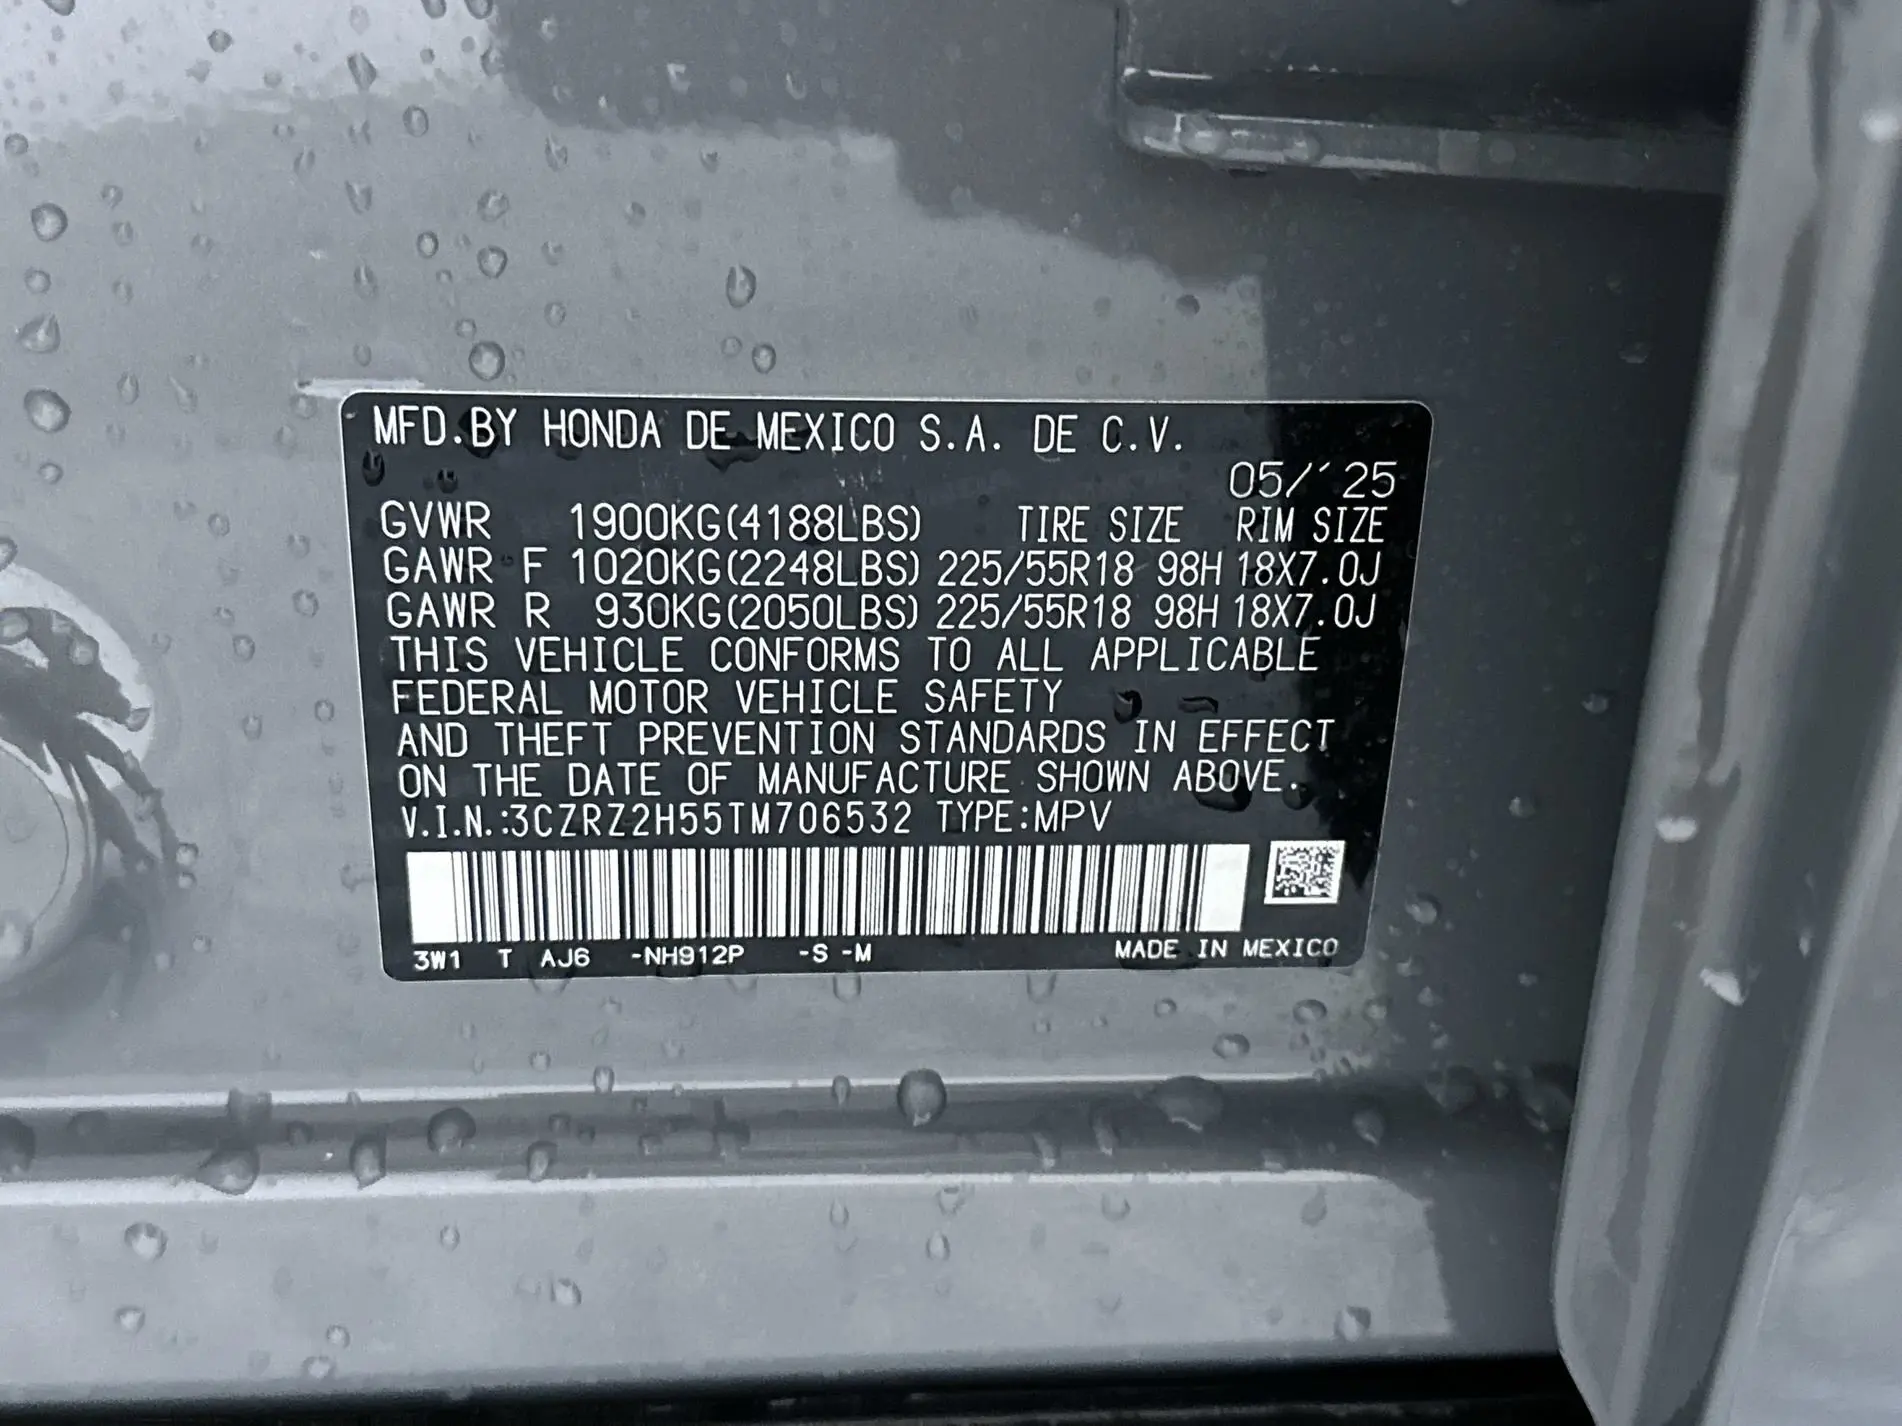 MFD.BY HONDA DE MEXICO S.A. DE C.V.
05/´25
GVWR 1900KG(4188LBS) TIRE SIZE RIM SIZE
GAWR F 1020KG(2248LBS) 225/55R18 98H 18X7.0J
GAWR R 930KG(2050LBS) 225/55R18 98H 18X7.0J
THIS VEHICLE CONFORMS TO ALL APPLICABLE
FEDERAL MOTOR VEHICLE SAFETY
AND THEFT PREVENTION STANDARDS IN EFFECT
ON THE DATE OF MANUFACTURE SHOWN ABOVE.
V.I.N.:3CZRZ2H55TM706532 TYPE:MPV
3W1 T AJ6 -NH912P -S -M MADE IN MEXICO